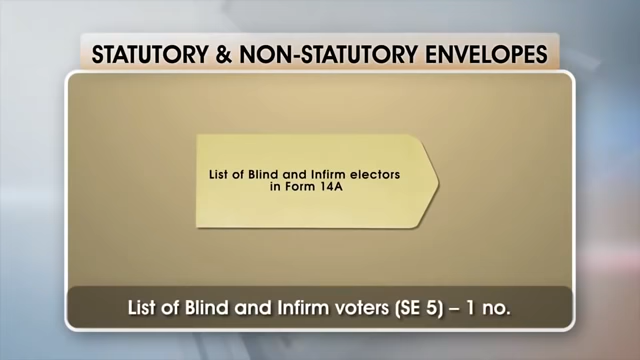 STATUTORY & NON-STATUTORY ENVELOPES
List of Blind and Infirm electors
in Form 14A
List of Blind and Infirm voters (SE 5) – 1 no.